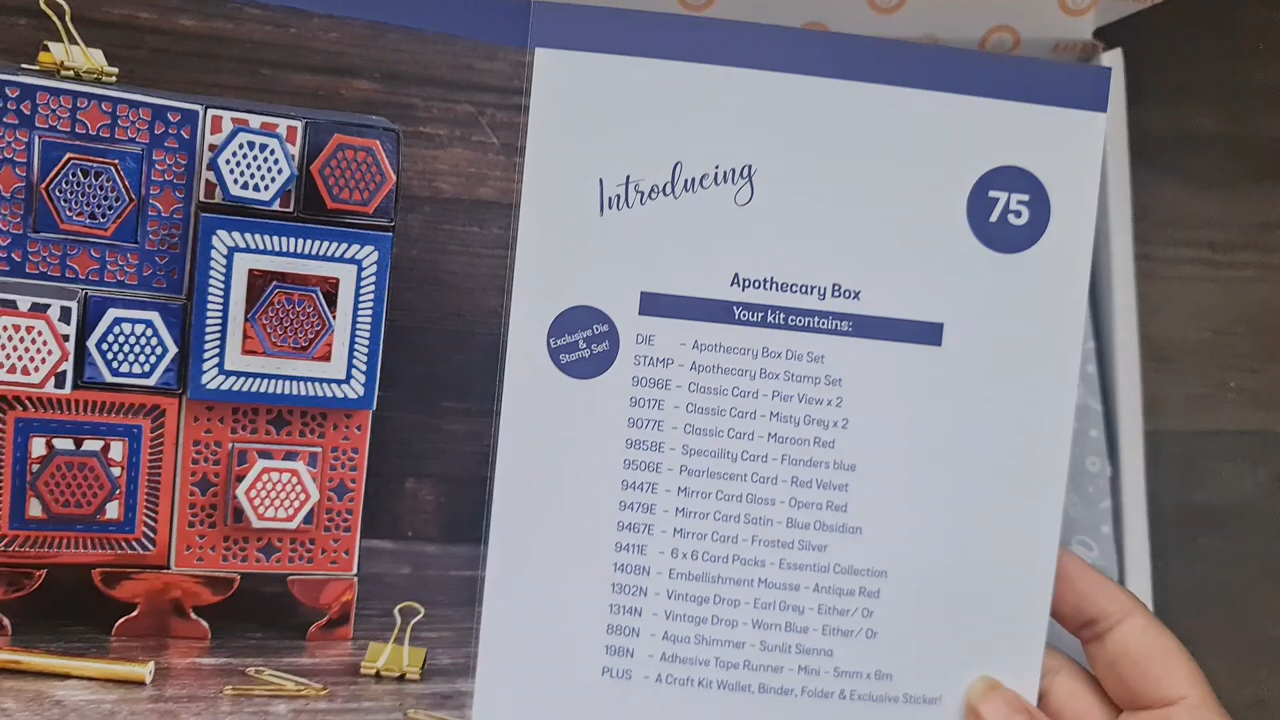 Introducing
75
Apothecary Box
Your kit contains:
Exclusive Die
&
Stamp Set!
DIE – Apothecary Box Die Set
STAMP – Apothecary Box Stamp Set
9096E – Classic Card – Pier View x 2
9017E – Classic Card – Misty Grey x 2
9077E – Classic Card – Maroon Red
9858E – Specaility Card – Flanders blue
9506E – Pearlescent Card – Red Velvet
9447E – Mirror Card Gloss – Opera Red
9479E – Mirror Card Satin – Blue Obsidian
9467E – Mirror Card – Frosted Silver
9411E – 6 x 6 Card Packs – Essential Collection
1408N – Embellishment Mousse – Antique Red
1302N – Vintage Drop – Earl Grey – Either/ Or
1314N – Vintage Drop – Worn Blue – Either/ Or
880N – Aqua Shimmer – Sunlit Sienna
198N – Adhesive Tape Runner – Mini – 5mm x 6m
PLUS – A Craft Kit Wallet, Binder, Folder & Exclusive Sticker!